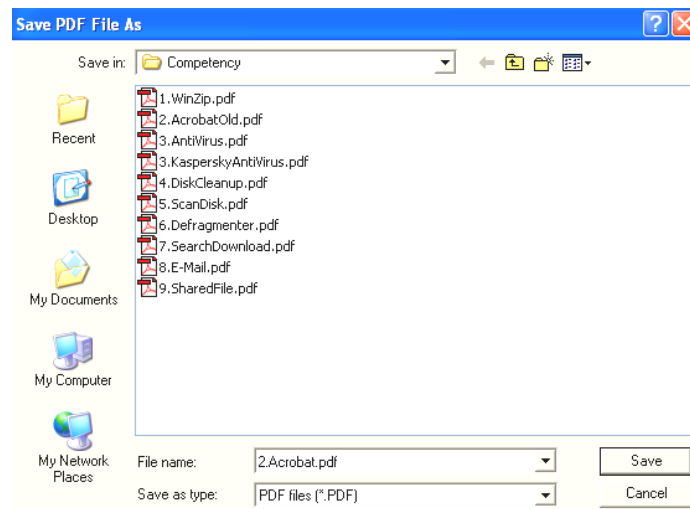 Save PDF File As
Save in: Competency
Recent
Desktop
My Documents
My Computer
My Network
Places
1.WinZip.pdf
2.AcrobatOld.pdf
3.AntiVirus.pdf
3.KasperskyAntiVirus.pdf
4.DiskCleanup.pdf
5.ScanDisk.pdf
6.Defragmenter.pdf
7.SearchDownload.pdf
8.E-Mail.pdf
9.SharedFile.pdf
File name: 2.Acrobat.pdf Save
Save as type: PDF files (*.PDF) Cancel